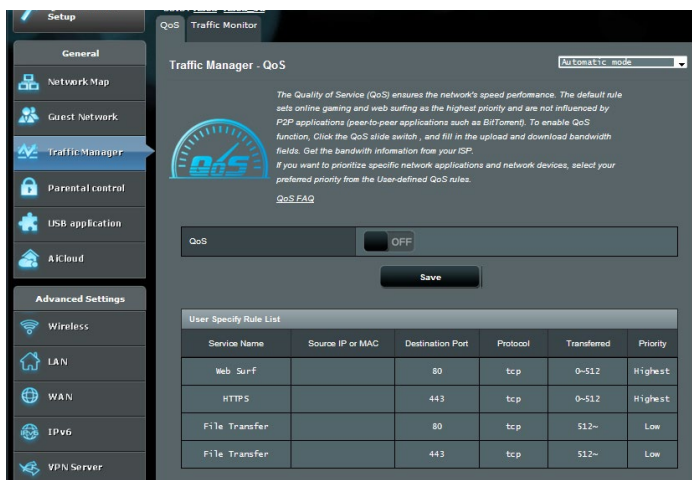 Setup
General
Network Map
Guest Network
Traffic Manager
Parental control
USB application
AiCloud
Advanced Settings
Wireless
LAN
WAN
IPv6
VPN Server
QoS Traffic Monitor
Traffic Manager - QoS
Automatic mode
The Quality of Service (QoS) ensures the network's speed performance. The default rule
sets online gaming and web surfing as the highest priority and are not influenced by
P2P applications (peer-to-peer applications such as BitTorrent). To enable QoS
function, Click the QoS slide switch , and fill in the upload and download bandwidth
fields. Get the bandwith information from your ISP.
If you want to prioritize specific network applications and network devices, select your
preferred priority from the User-defined QoS rules.
QoS
QoS FAQ
QoS OFF
Save
User Specify Rule List
Service Name Source IP or MAC Destination Port Protocol Transferred Priority
Web Surf 80 tcp 0~512 Highest
HTTPS 443 tcp 0~512 Highest
File Transfer 80 tcp 512~ Low
File Transfer 443 tcp 512~ Low